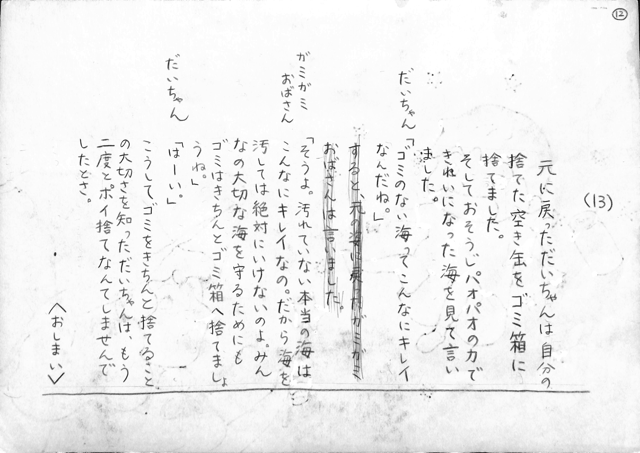 ⑫
(13)
元に戻っただいちゃんは自分の
捨てた空き缶をゴミ箱に
捨てました。
そしておそうじパオパオの力で
きれいになった海を見て言い
ました。
だいちゃん「ゴミのない海ってこんなにキレイ
なんだね。」
すると、元の姿に戻ったガミガミ
おばさんは言いました。
ガミガミ
おばさん
「そうよ。汚れていない本当の海は
こんなにキレイなの。だから海を
汚しては絶対にいけないのよ。みん
なの大切な海を守るためにも
ゴミはきちんとゴミ箱へ捨てましょ
うね。」
だいちゃん
「はーい。」
こうして、ゴミをきちんと捨てること
の大切さを知っただいちゃんは、もう
二度とポイ捨てなんてしませんで
したとさ。
〈おしまい〉